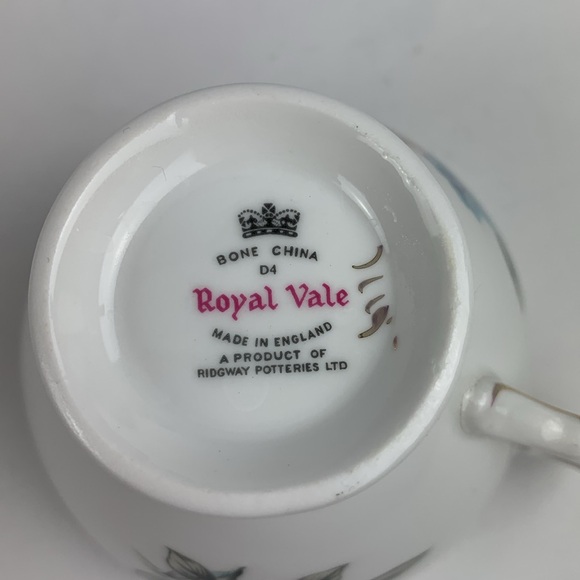 BONE CHINA
D4
Royal Vale
MADE IN ENGLAND
A PRODUCT OF
RIDGWAY POTTERIES LTD